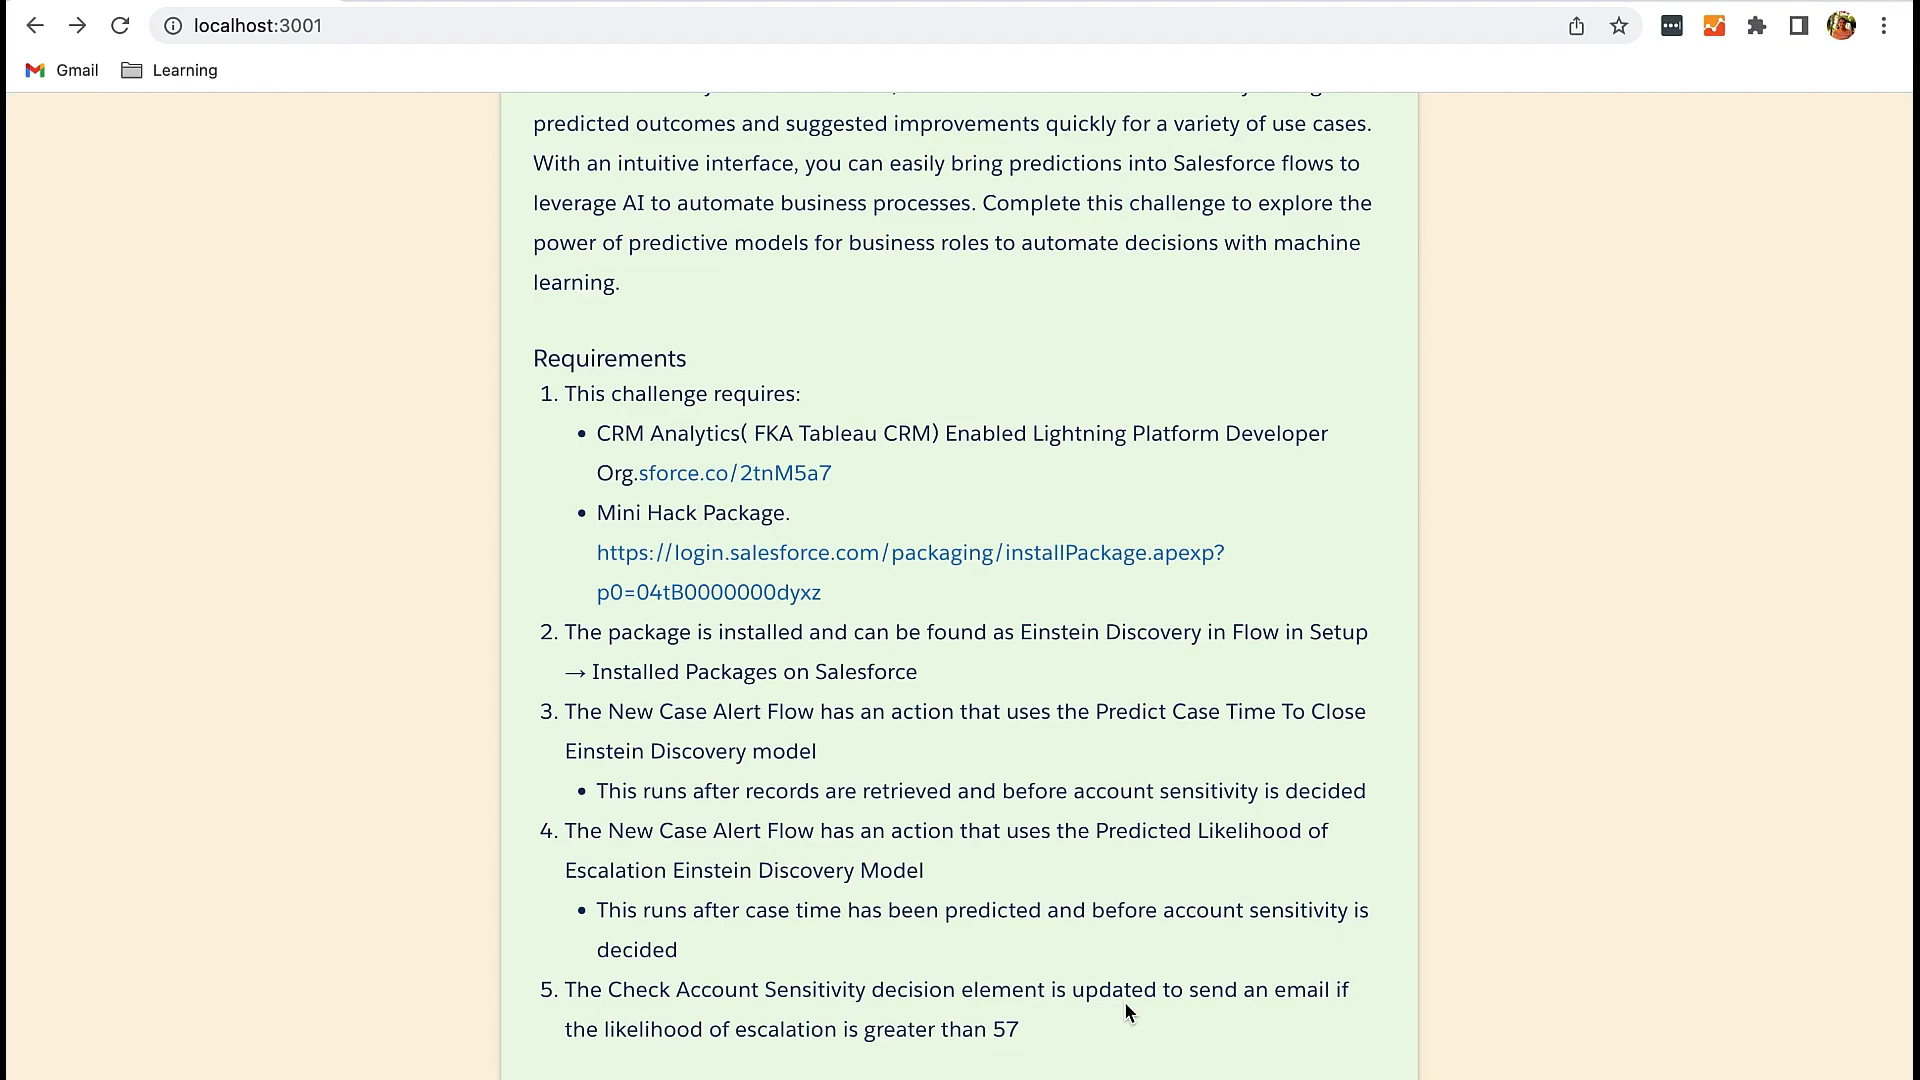 localhost:3001
Gmail
Learning
predicted outcomes and suggested improvements quickly for a variety of use cases.
With an intuitive interface, you can easily bring predictions into Salesforce flows to
leverage AI to automate business processes. Complete this challenge to explore the
power of predictive models for business roles to automate decisions with machine
learning.
Requirements
1. This challenge requires:
• CRM Analytics( FKA Tableau CRM) Enabled Lightning Platform Developer
Org.sforce.co/2tnM5a7
• Mini Hack Package.
https://login.salesforce.com/packaging/installPackage.apexp?
p0=04tB0000000dyxz
2. The package is installed and can be found as Einstein Discovery in Flow in Setup
→ Installed Packages on Salesforce
3. The New Case Alert Flow has an action that uses the Predict Case Time To Close
Einstein Discovery model
• This runs after records are retrieved and before account sensitivity is decided
4. The New Case Alert Flow has an action that uses the Predicted Likelihood of
Escalation Einstein Discovery Model
• This runs after case time has been predicted and before account sensitivity is
decided
5. The Check Account Sensitivity decision element is updated to send an email if
the likelihood of escalation is greater than 57